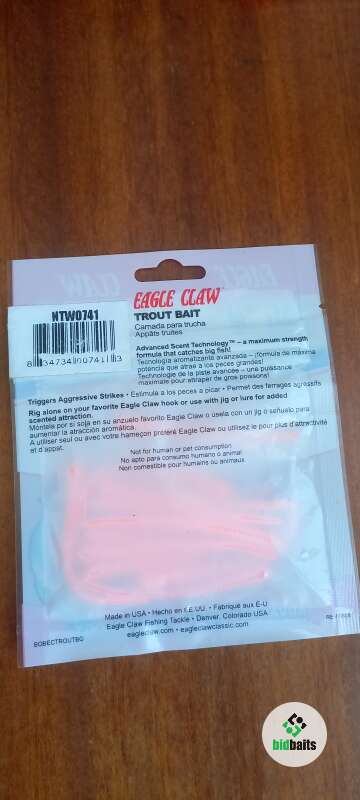 EAGLE CLAW
NTW0741
TROUT BAIT
Carnada para trucha
Appâts truites
8 34734 00741 3
Advanced Scent Technology™ – a maximum strength
formula that catches big fish!
Tecnología aromatizante avanzada – ¡fórmula de máxima
potencia que atrae a los peces grandes!
Technologie de la piste avancée – une puissance
maximale pour attraper de gros poissons!
Triggers Aggressive Strikes • Estimula a los peces a picar • Permet des ferrages agressifs
Rig alone on your favorite Eagle Claw hook or use with jig or lure for added
scented attraction.
Móntela por sí sola en su anzuelo favorito Eagle Claw o úsela con un jig o señuelo para
aumentar la atracción aromática.
A utiliser seul ou avec votre hameçon préféré Eagle Claw ou utilisez le pour plus d'attractivité
et d'appat.
Not for human or pet consumption
No apto para consumo humano ó animal
Non comestible pour humains ou animaux
Made in USA • Hecho en EE.UU. • Fabriqué aux É-U
Eagle Claw Fishing Tackle • Denver, Colorado USA
eagleclaw.com • eagleclawclassic.com
BOBECTROUTBG
bidbaits